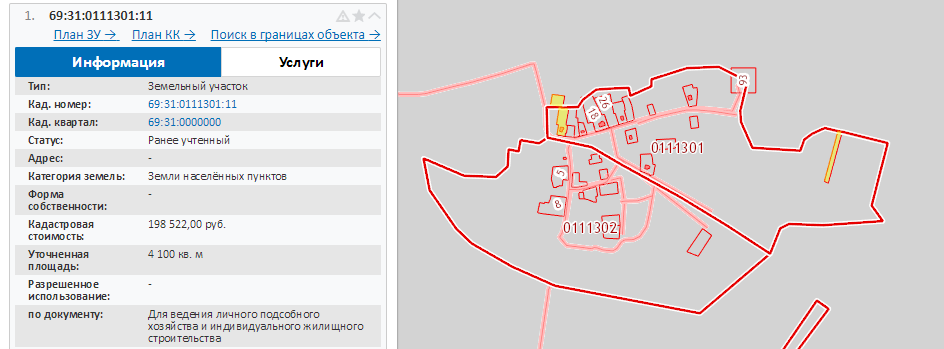 1. 69:31:0111301:11
План ЗУ → План КК → Поиск в границах объекта →
Информация Услуги
Тип: Земельный участок
Кад. номер: 69:31:0111301:11
Кад. квартал: 69:31:0000000
Статус: Ранее учтенный
Адрес: -
Категория земель: Земли населённых пунктов
Форма -
собственности:
Кадастровая 198 522,00 руб.
стоимость:
Уточненная 4 100 кв. м
площадь:
Разрешенное -
использование:
по документу: Для ведения личного подсобного
хозяйства и индивидуального жилищного
строительства
93
26
18
0111301
5
8
0111302